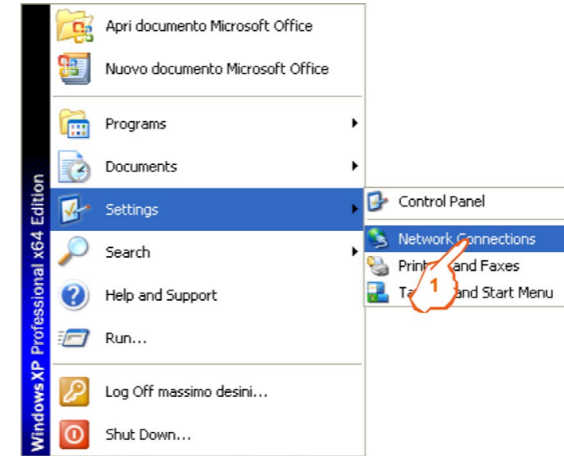 Apri documento Microsoft Office
Nuovo documento Microsoft Office
Programs
Documents
Settings
Search
Help and Support
Run...
Log Off massimo desini...
Shut Down...
Windows XP Professional x64 Edition
Control Panel
Network Connections
and Faxes
and Start Menu
1